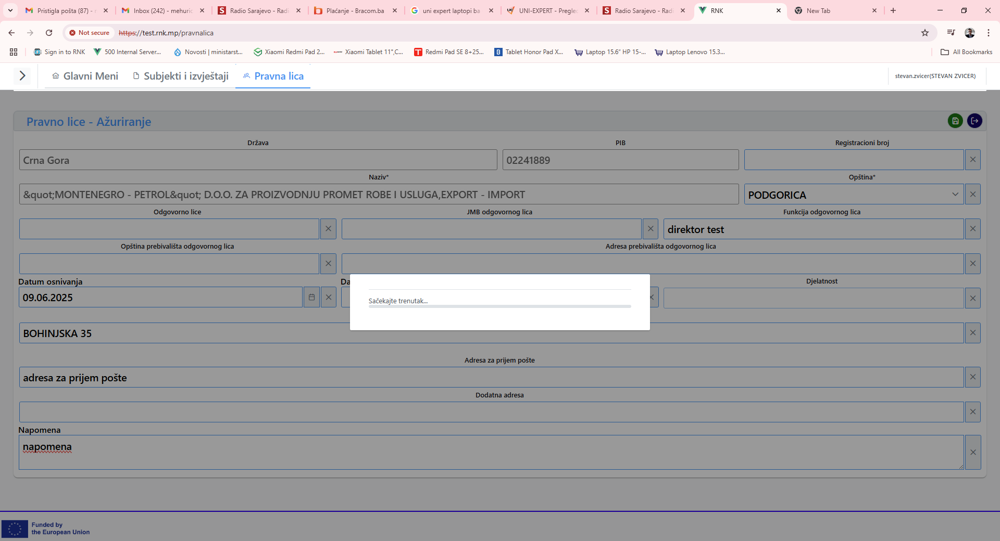 Pristigla pošta (87) - r
Inbox (242) - mehuric
Radio Sarajevo - Radi
Plaćanje - Bracom.ba
uni expert laptopi ba
UNI-EXPERT - Pregled
Radio Sarajevo - Radi
RNK
New Tab
Not secure
https://test.rnk.mp/pravnalica
Sign in to RNK
500 Internal Server...
Novosti | ministarst...
Xiaomi Redmi Pad 2...
Xiaomi Tablet 11",C...
Redmi Pad SE 8+25...
Tablet Honor Pad X...
Laptop 15.6" HP 15-...
Laptop Lenovo 15.3...
All Bookmarks
Glavni Meni
Subjekti i izvještaji
Pravna lica
stevan.zvicer(STEVAN ZVICER)
Pravno lice - Ažuriranje
Država
PIB
Registracioni broj
Crna Gora
02241889
Naziv*
Opština*
&quot;MONTENEGRO - PETROL&quot; D.O.O. ZA PROIZVODNJU PROMET ROBE I USLUGA,EXPORT - IMPORT
PODGORICA
Odgovorno lice
JMB odgovornog lica
Funkcija odgovornog lica
direktor test
Opština prebivališta odgovornog lica
Adresa prebivališta odgovornog lica
Datum osnivanja
Da
Djelatnost
09.06.2025
Sačekajte trenutak...
BOHINJSKA 35
Adresa za prijem pošte
adresa za prijem pošte
Dodatna adresa
Napomena
napomena
Funded by
the European Union